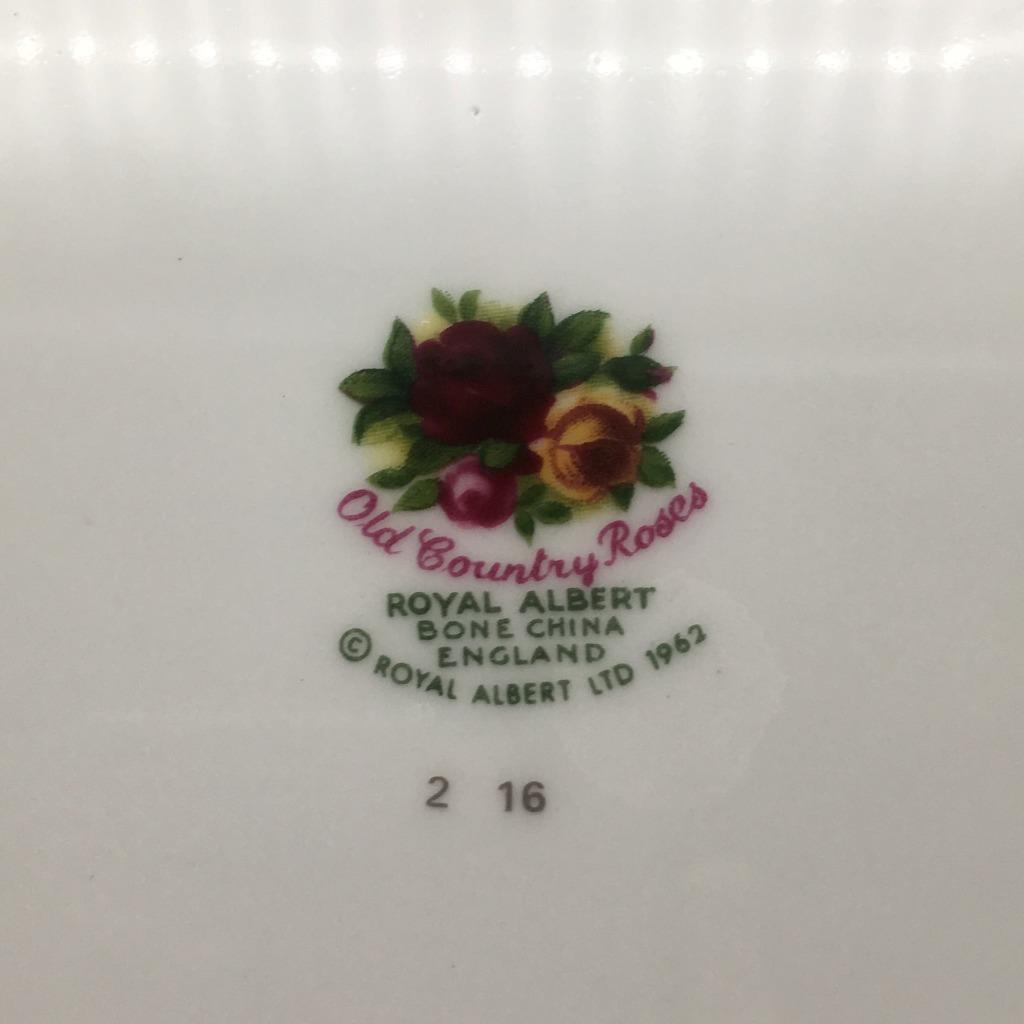 Old Country Roses
ROYAL ALBERT
BONE CHINA
ENGLAND
© ROYAL ALBERT LTD 1962
2 16